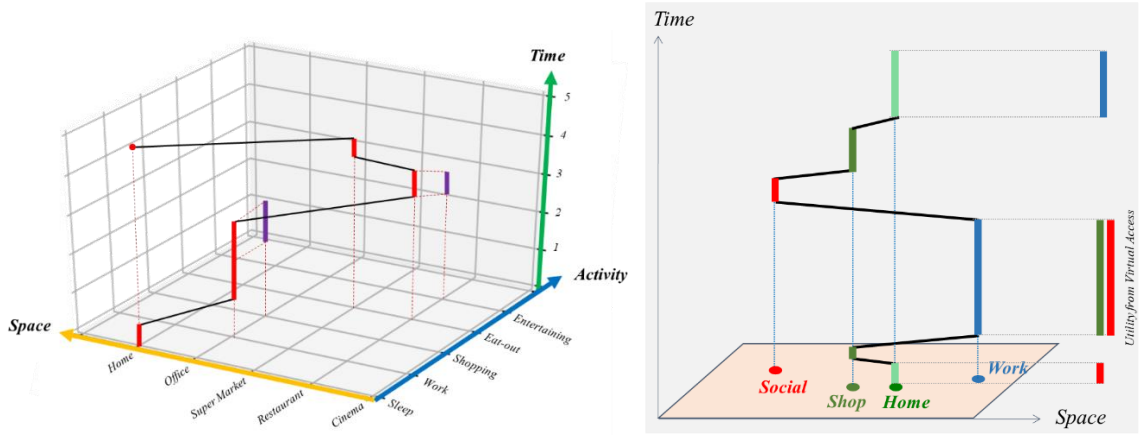 Time
5
4
3
2
1
Activity
Space
Home
Office
Super Market
Restaurant
Cinema
Entertaining
Eat-out
Shopping
Work
Sleep
Time
Utility from Virtual Access
Social
Shop
Home
Work
Space